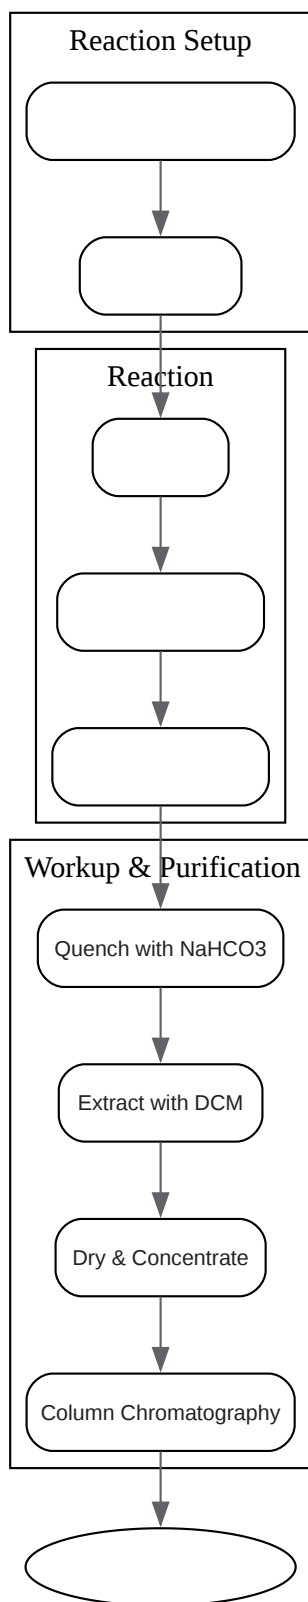 Reaction Setup
Reaction
Workup & Purification
Quench with NaHCO3
Extract with DCM
Dry & Concentrate
Column Chromatography